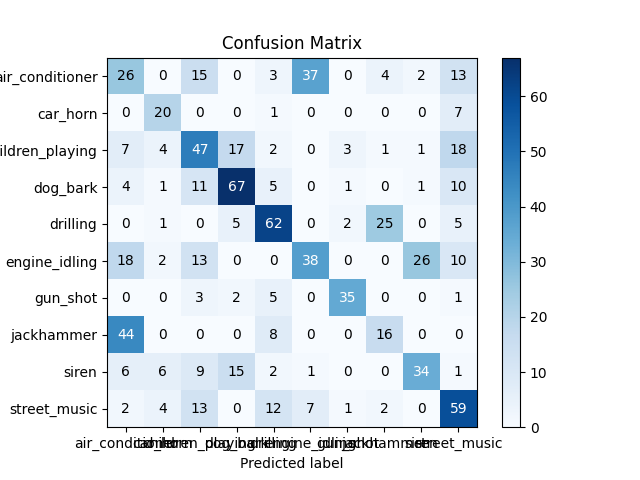 Confusion Matrix
air_conditioner 26 0 15 0 3 37 0 4 2 13
car_horn 0 20 0 0 1 0 0 0 0 7
ildren_playing 7 4 47 17 2 0 3 1 1 18
dog_bark 4 1 11 67 5 0 1 0 1 10
drilling 0 1 0 5 62 0 2 25 0 5
engine_idling 18 2 13 0 0 38 0 0 26 10
gun_shot 0 0 3 2 5 0 35 0 0 1
jackhammer 44 0 0 0 8 0 0 16 0 0
siren 6 6 9 15 2 1 0 0 34 1
street_music 2 4 13 0 12 7 1 2 0 59
60
50
40
30
20
10
0
street_music
Predicted label